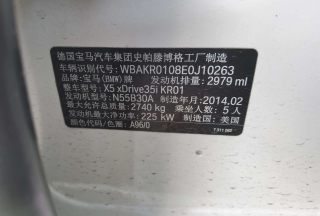 德国宝马汽车集团史帕滕博格工厂制造
车辆识别代号: WBAKR0108E0J10263
品牌: 宝马(BMW) 排量: 2979 ml
整车型号: X5 xDrive35i KR01
发动机型号: N55B30A 制造年月: 2014.02
最大允许总质量: 2740 kg 乘坐人数: 5人
发动机最大净功率: 225 kW 制造国: 美国
颜色代码/色圈: A96/0